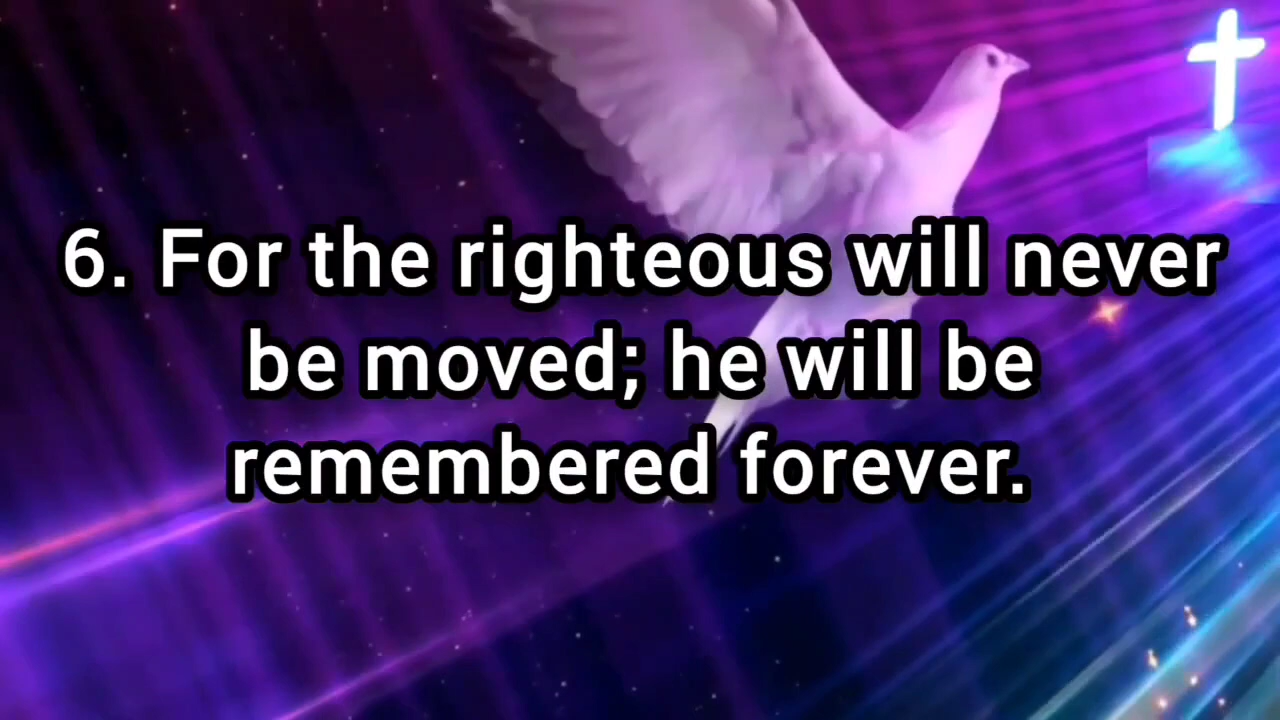 6. For the righteous will never
be moved; he will be
remembered forever.